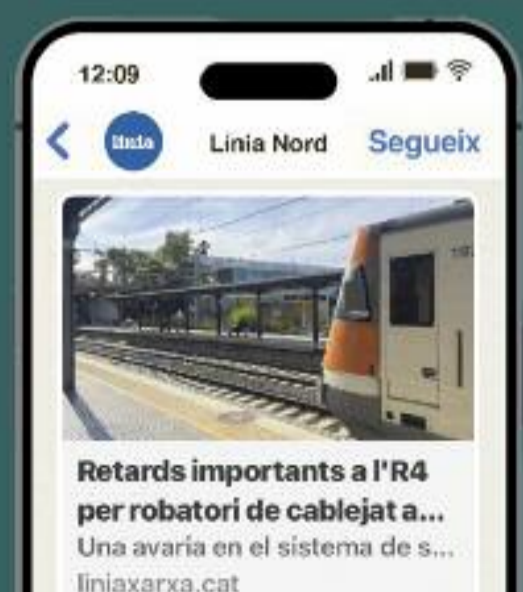 12:09
línia
Línia Nord
Segueix
Retards importants a l'R4
per robatori de cablejat a...
Una avaria en el sistema de s...
liniaxarxa.cat